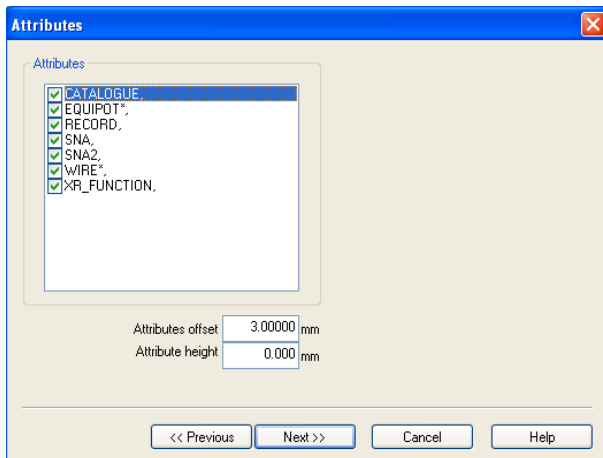 Attributes
Attributes
CATALOGUE,
EQUIPOT*,
RECORD,
SNA,
SNA2,
WIRE*,
XR_FUNCTION,
Attributes offset 3.00000 mm
Attribute height 0.000 mm
<< Previous Next >> Cancel Help